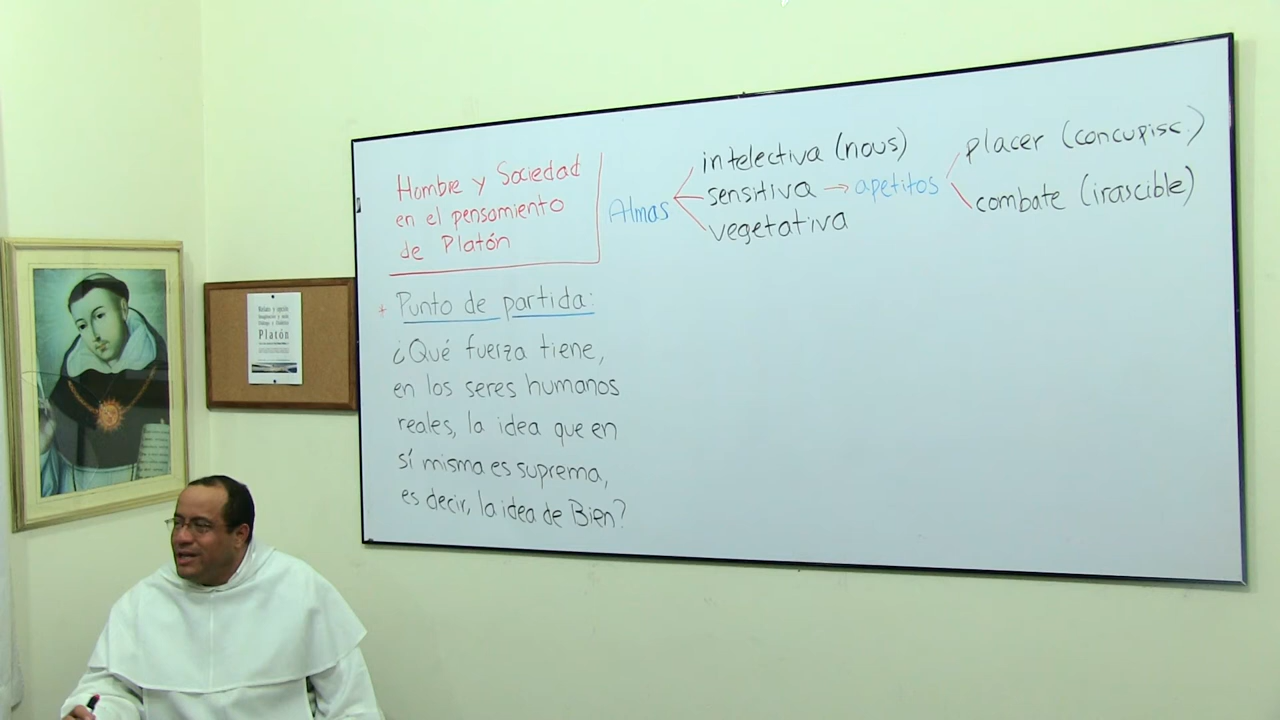 Hombre y Sociedad
en el pensamiento
de Platón
* Punto de partida:
¿Qué fuerza tiene,
en los seres humanos
reales, la idea que en
sí misma es suprema,
es decir, la idea de Bien?
Almas
intelectiva (nous)
sensitiva → apetitos
vegetativa
placer (concupisc.)
combate (irascible)
Platón